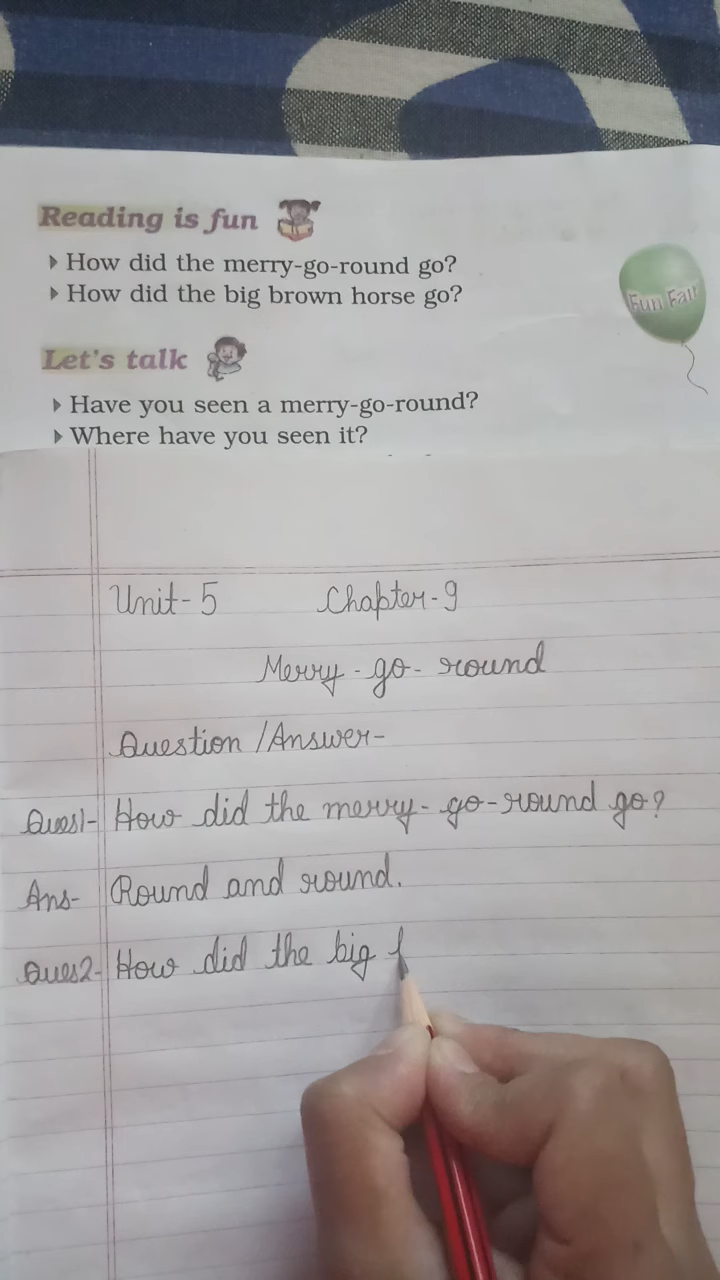 Reading is fun
How did the merry-go-round go?
How did the big brown horse go?
Fun Fair
Let's talk
Have you seen a merry-go-round?
Where have you seen it?
Unit-5 Chapter-9
Merry-go-round
Question/Answer-
Ques1- How did the merry-go-round go?
Ans- Round and round.
Ques2- How did the big